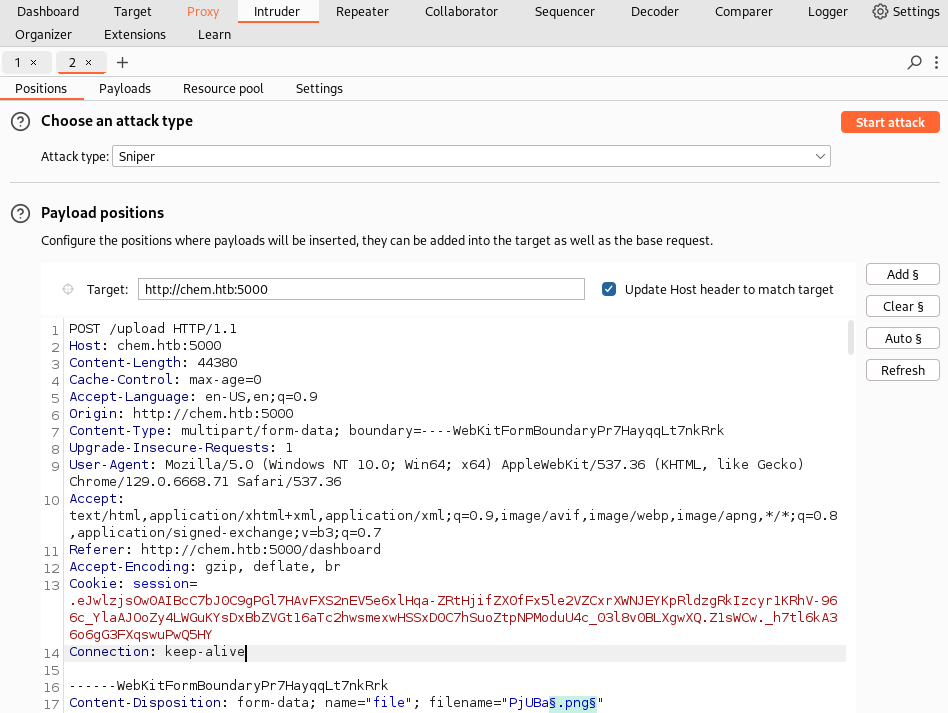 Dashboard Target Proxy Intruder Repeater Collaborator Sequencer Decoder Comparer Logger Settings
Organizer Extensions Learn
1 × 2 × +
Positions Payloads Resource pool Settings
? Choose an attack type Start attack
Attack type: Sniper
? Payload positions
Configure the positions where payloads will be inserted, they can be added into the target as well as the base request.
Target: http://chem.htb:5000 Update Host header to match target
Add §
Clear §
Auto §
Refresh
1 POST /upload HTTP/1.1
2 Host: chem.htb:5000
3 Content-Length: 44380
4 Cache-Control: max-age=0
5 Accept-Language: en-US,en;q=0.9
6 Origin: http://chem.htb:5000
7 Content-Type: multipart/form-data; boundary=----WebKitFormBoundaryPr7HayqqLt7nkRrk
8 Upgrade-Insecure-Requests: 1
9 User-Agent: Mozilla/5.0 (Windows NT 10.0; Win64; x64) AppleWebKit/537.36 (KHTML, like Gecko)
Chrome/129.0.6668.71 Safari/537.36
10 Accept:
text/html,application/xhtml+xml,application/xml;q=0.9,image/avif,image/webp,image/apng,*/*;q=0.8
,application/signed-exchange;v=b3;q=0.7
11 Referer: http://chem.htb:5000/dashboard
12 Accept-Encoding: gzip, deflate, br
13 Cookie: session=
.eJwlzjsOwOAIBcC7bJ0C9gPGl7HAvFXS2nEV5e6xlHqa-ZRtHjifZXOfFx5le2VZCxrXWNJEYKpRldzgRkIzcyr1KRhV-96
6c_YlaAJOoZy4LWGuKYsDxBbZVGt16aTc2hwsmexwHSSxD0C7hSuoZtpNPModuU4c_03l8v0BLXgwXQ.Z1sWCw._h7tl6kA3
6o6gG3FXqswuPwQ5HY
14 Connection: keep-alive
15
16 ------WebKitFormBoundaryPr7HayqqLt7nkRrk
17 Content-Disposition: form-data; name="file"; filename="PjUBa§.png§"